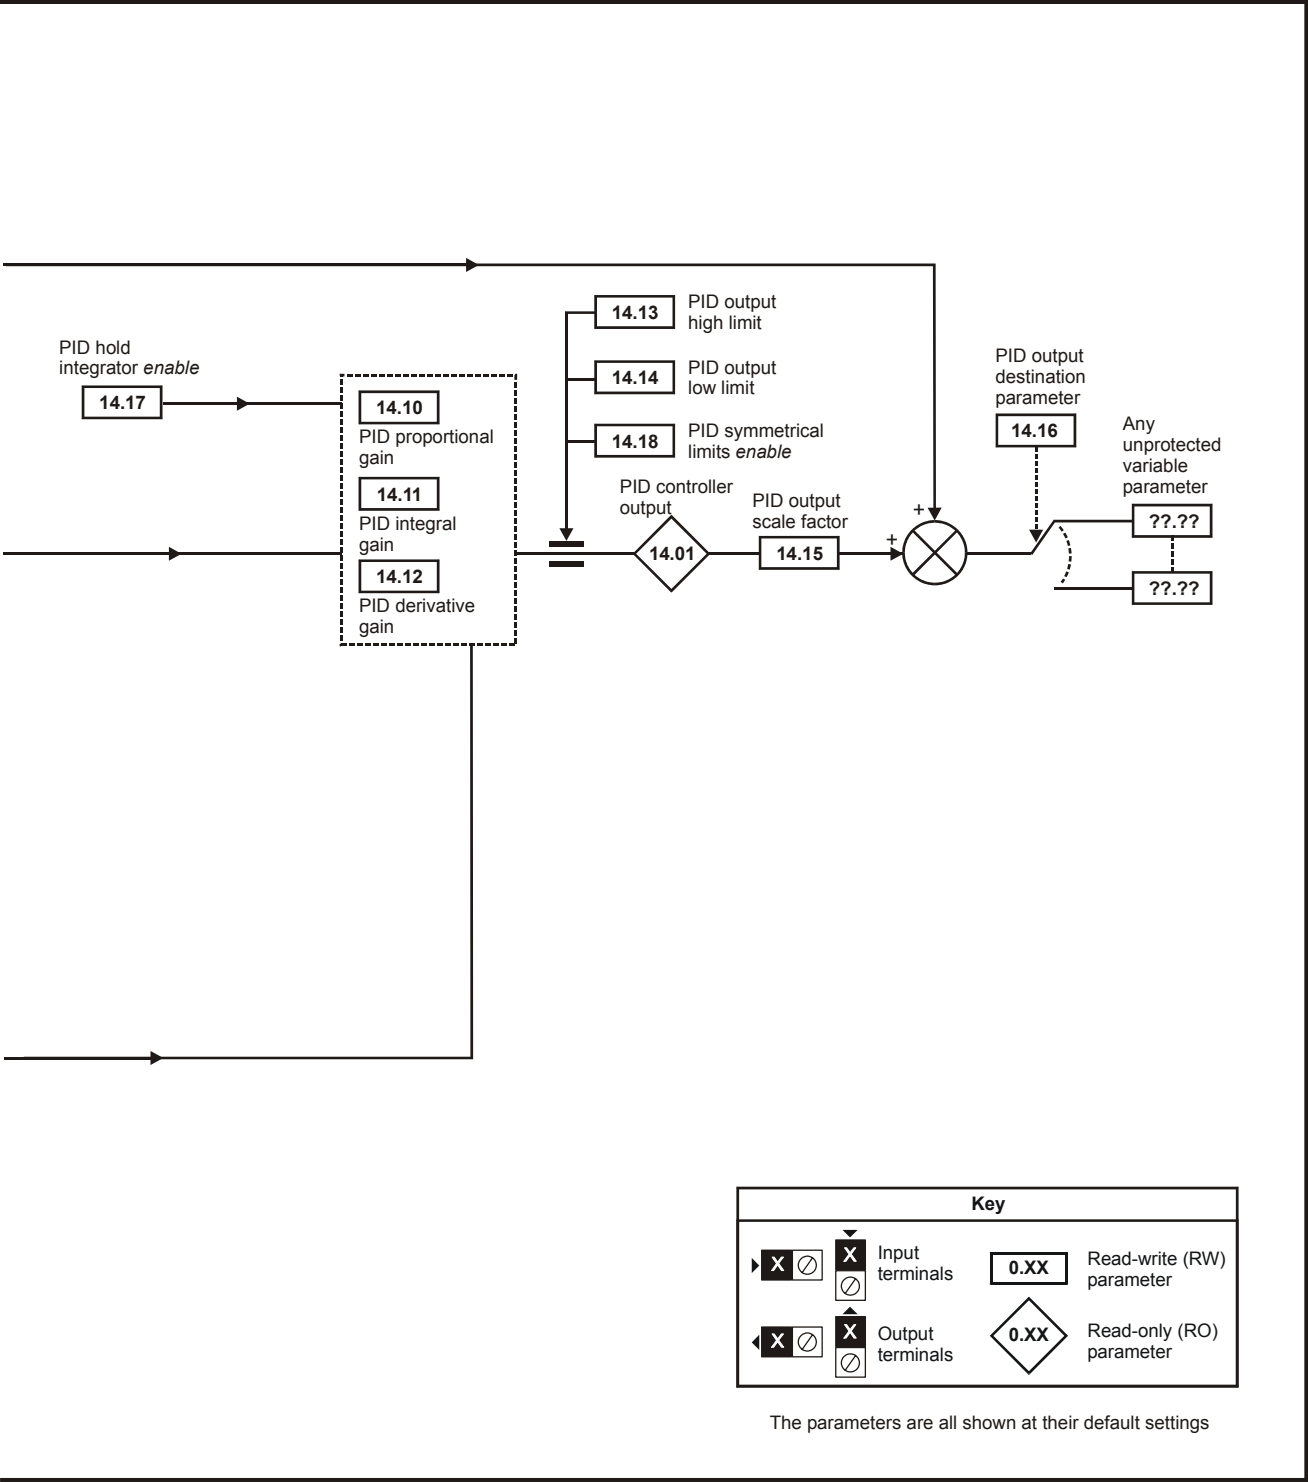 PID hold
integrator enable
14.17
14.10
PID proportional
gain
14.11
PID integral
gain
14.12
PID derivative
gain
14.13
PID output
high limit
14.14
PID output
low limit
14.18
PID symmetrical
limits enable
PID controller
output
14.01
PID output
scale factor
14.15
+
+
PID output
destination
parameter
14.16
Any
unprotected
variable
parameter
??.??
??.??
Key
X
X
Input
terminals
0.XX
Read-write (RW)
parameter
X
X
Output
terminals
0.XX
Read-only (RO)
parameter
The parameters are all shown at their default settings